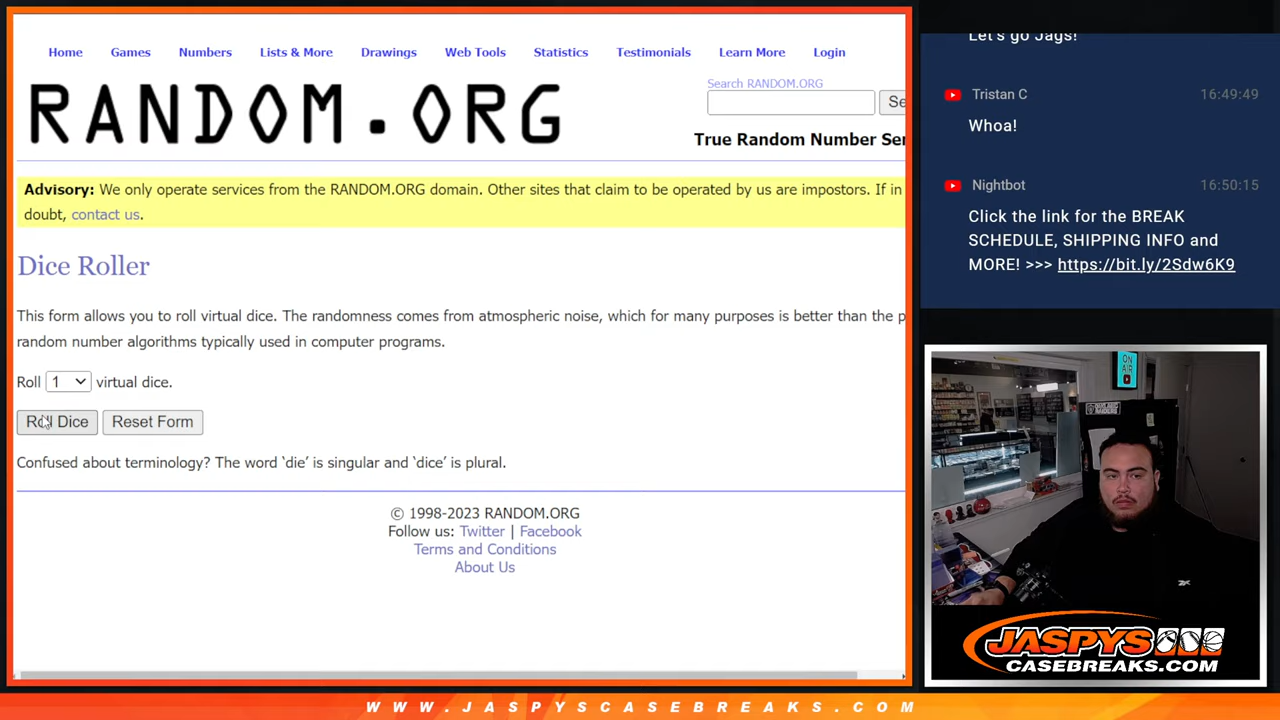 Home Games Numbers Lists & More Drawings Web Tools Statistics Testimonials Learn More Login
RANDOM.ORG
Search RANDOM.ORG
Se
True Random Number Ser
Advisory: We only operate services from the RANDOM.ORG domain. Other sites that claim to be operated by us are impostors. If in
doubt, contact us.
Dice Roller
This form allows you to roll virtual dice. The randomness comes from atmospheric noise, which for many purposes is better than the p
random number algorithms typically used in computer programs.
Roll 1 virtual dice.
Roll Dice Reset Form
Confused about terminology? The word ‘die’ is singular and ‘dice’ is plural.
© 1998-2023 RANDOM.ORG
Follow us: Twitter | Facebook
Terms and Conditions
About Us
Let's go Jags!
Tristan C 16:49:49
Whoa!
Nightbot 16:50:15
Click the link for the BREAK
SCHEDULE, SHIPPING INFO and
MORE! >>> https://bit.ly/2Sdw6K9
ON
AIR
JASPYS
CASEBREAKS.COM
WWW.JASPYSCASEBREAKS.COM